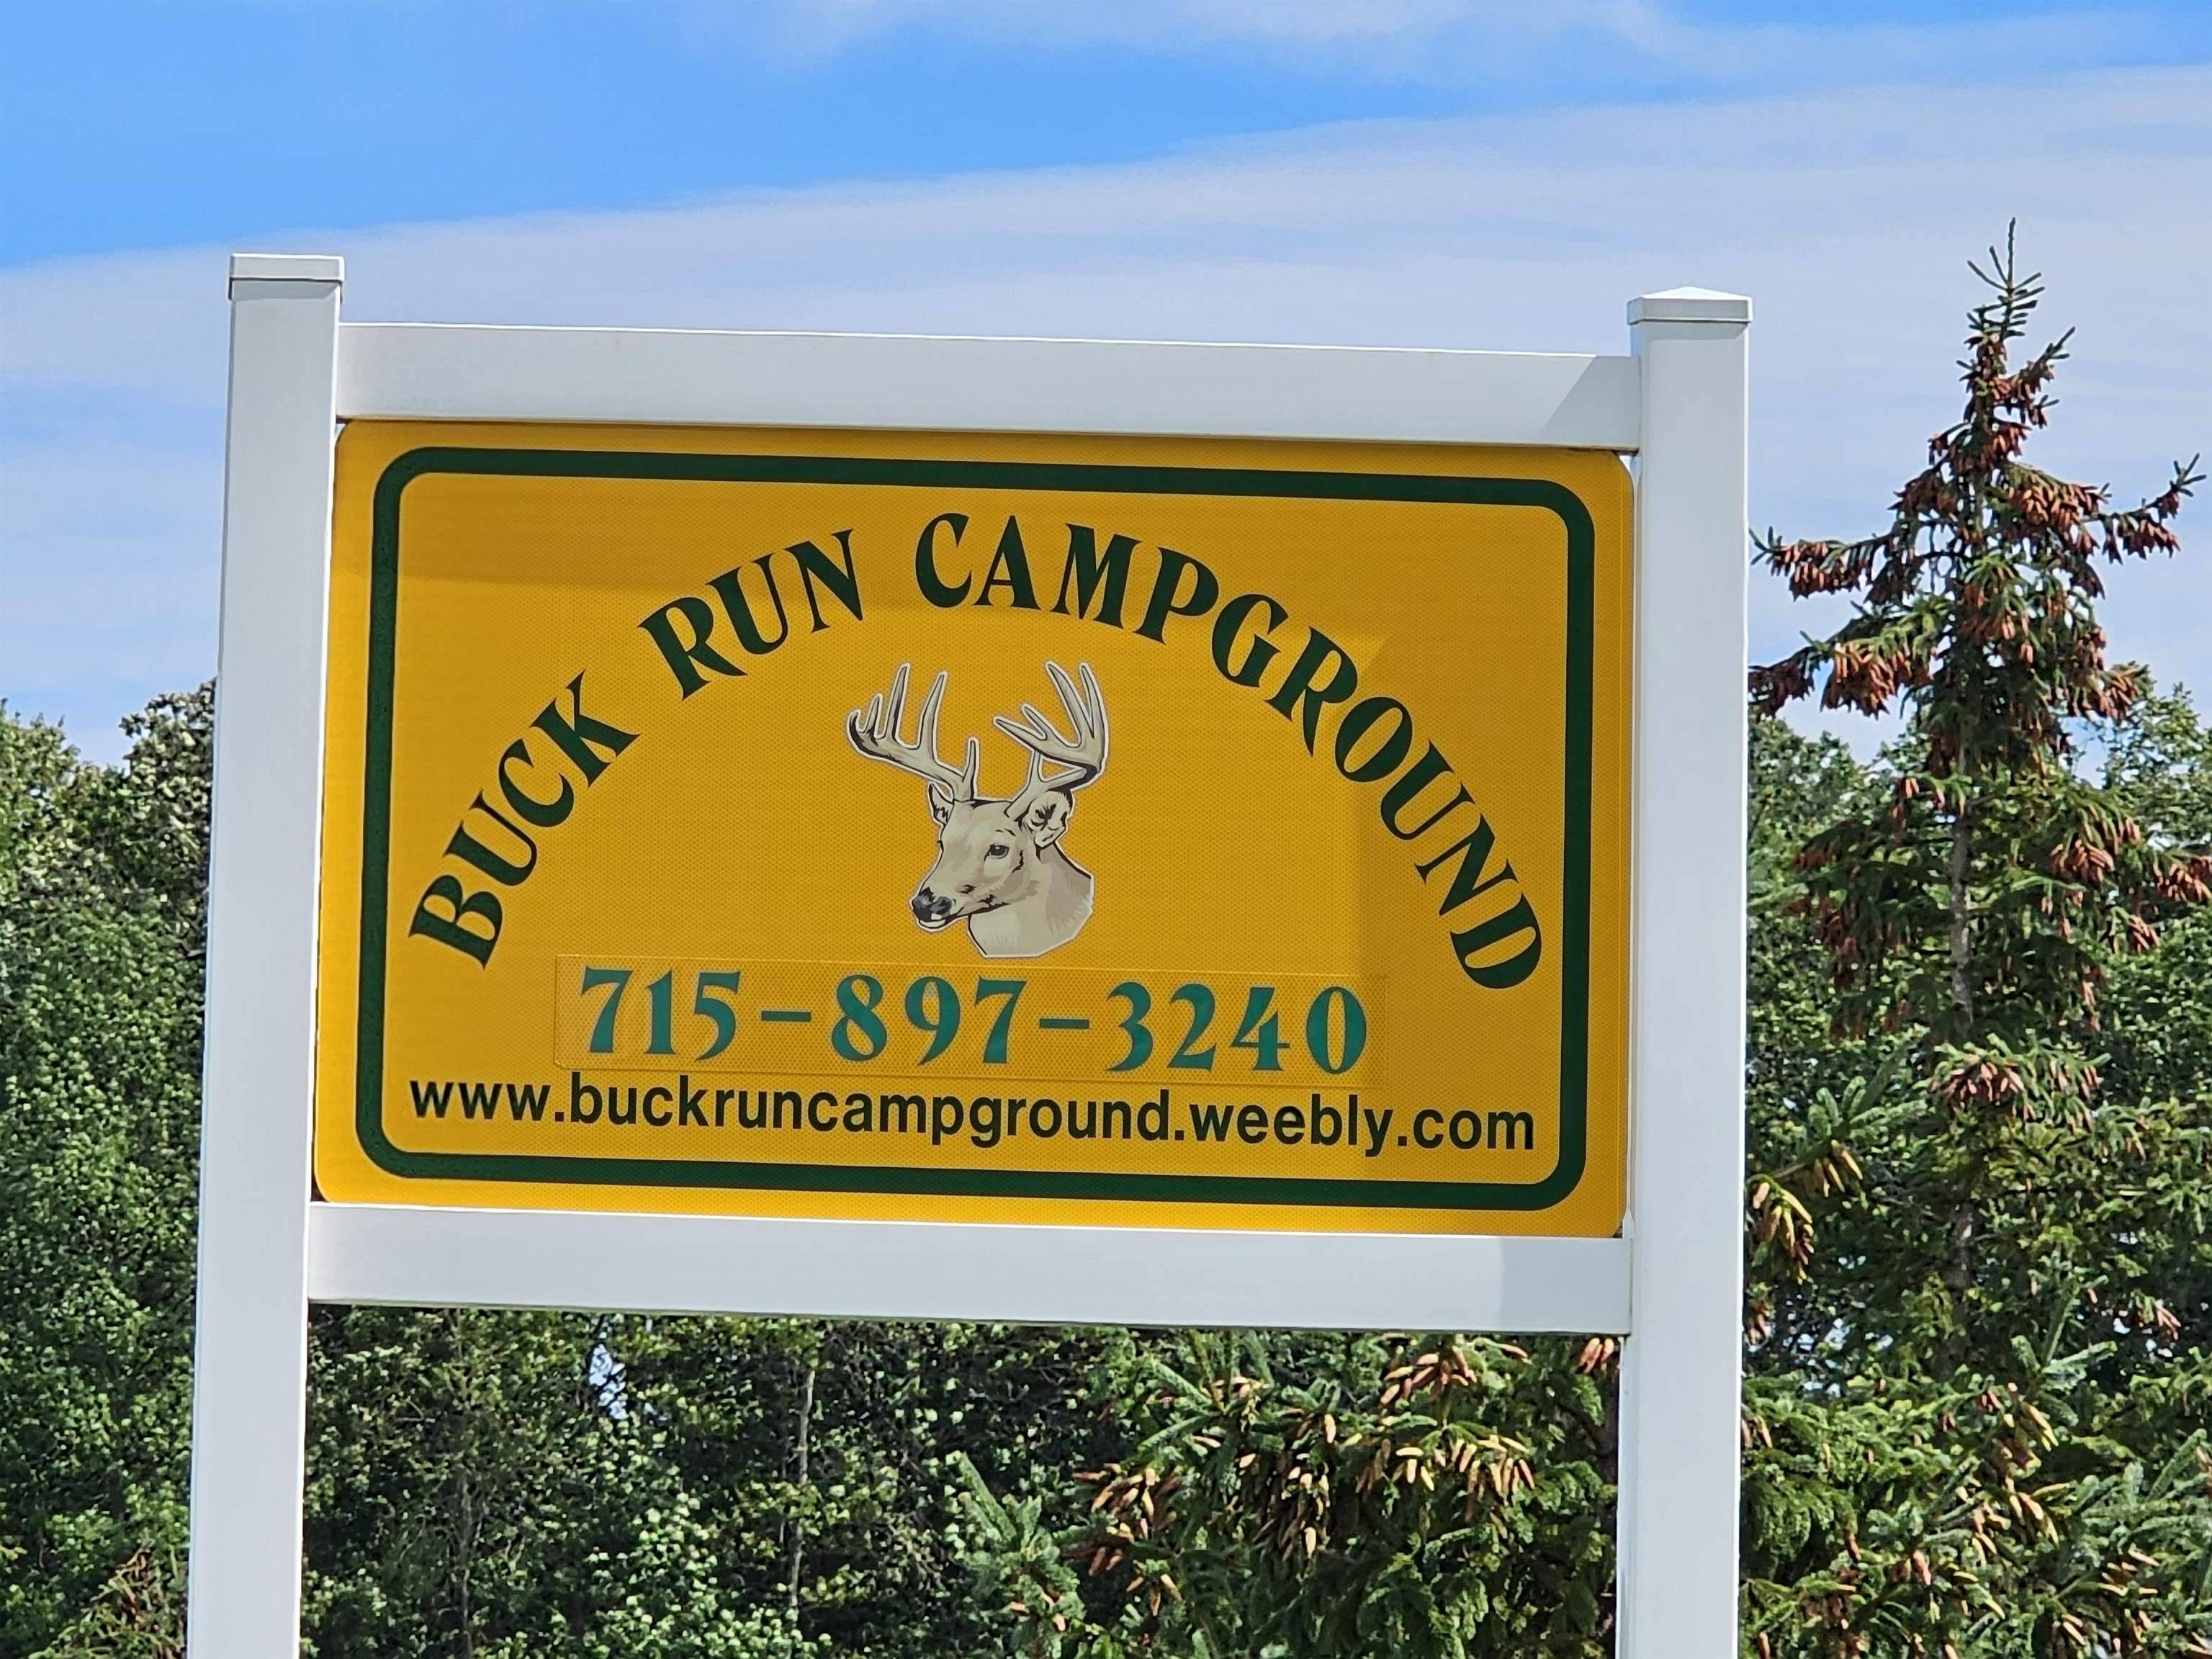 BUCK RUN CAMPGROUND
715-897-3240
www.buckruncampground.weebly.com